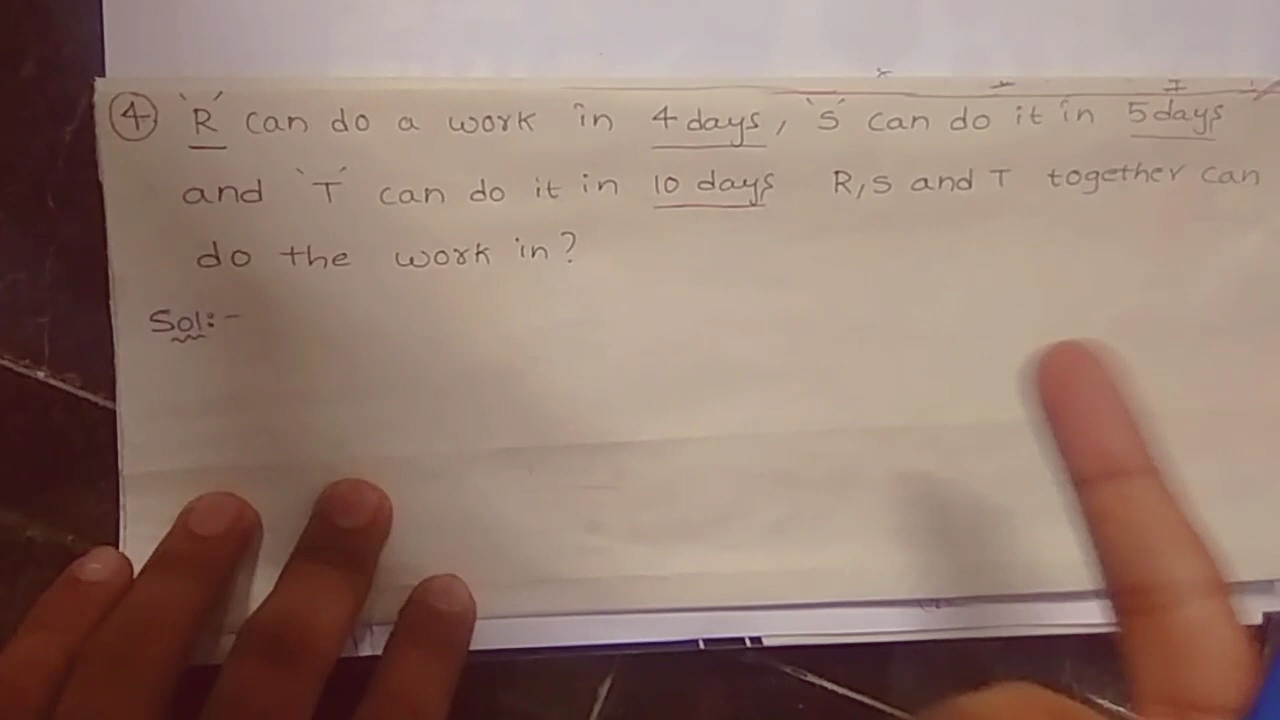 ④ 'R' can do a work in 4 days, 'S' can do it in 5 days
and 'T' can do it in 10 days R, S and T together can
do the work in?
Sol:-